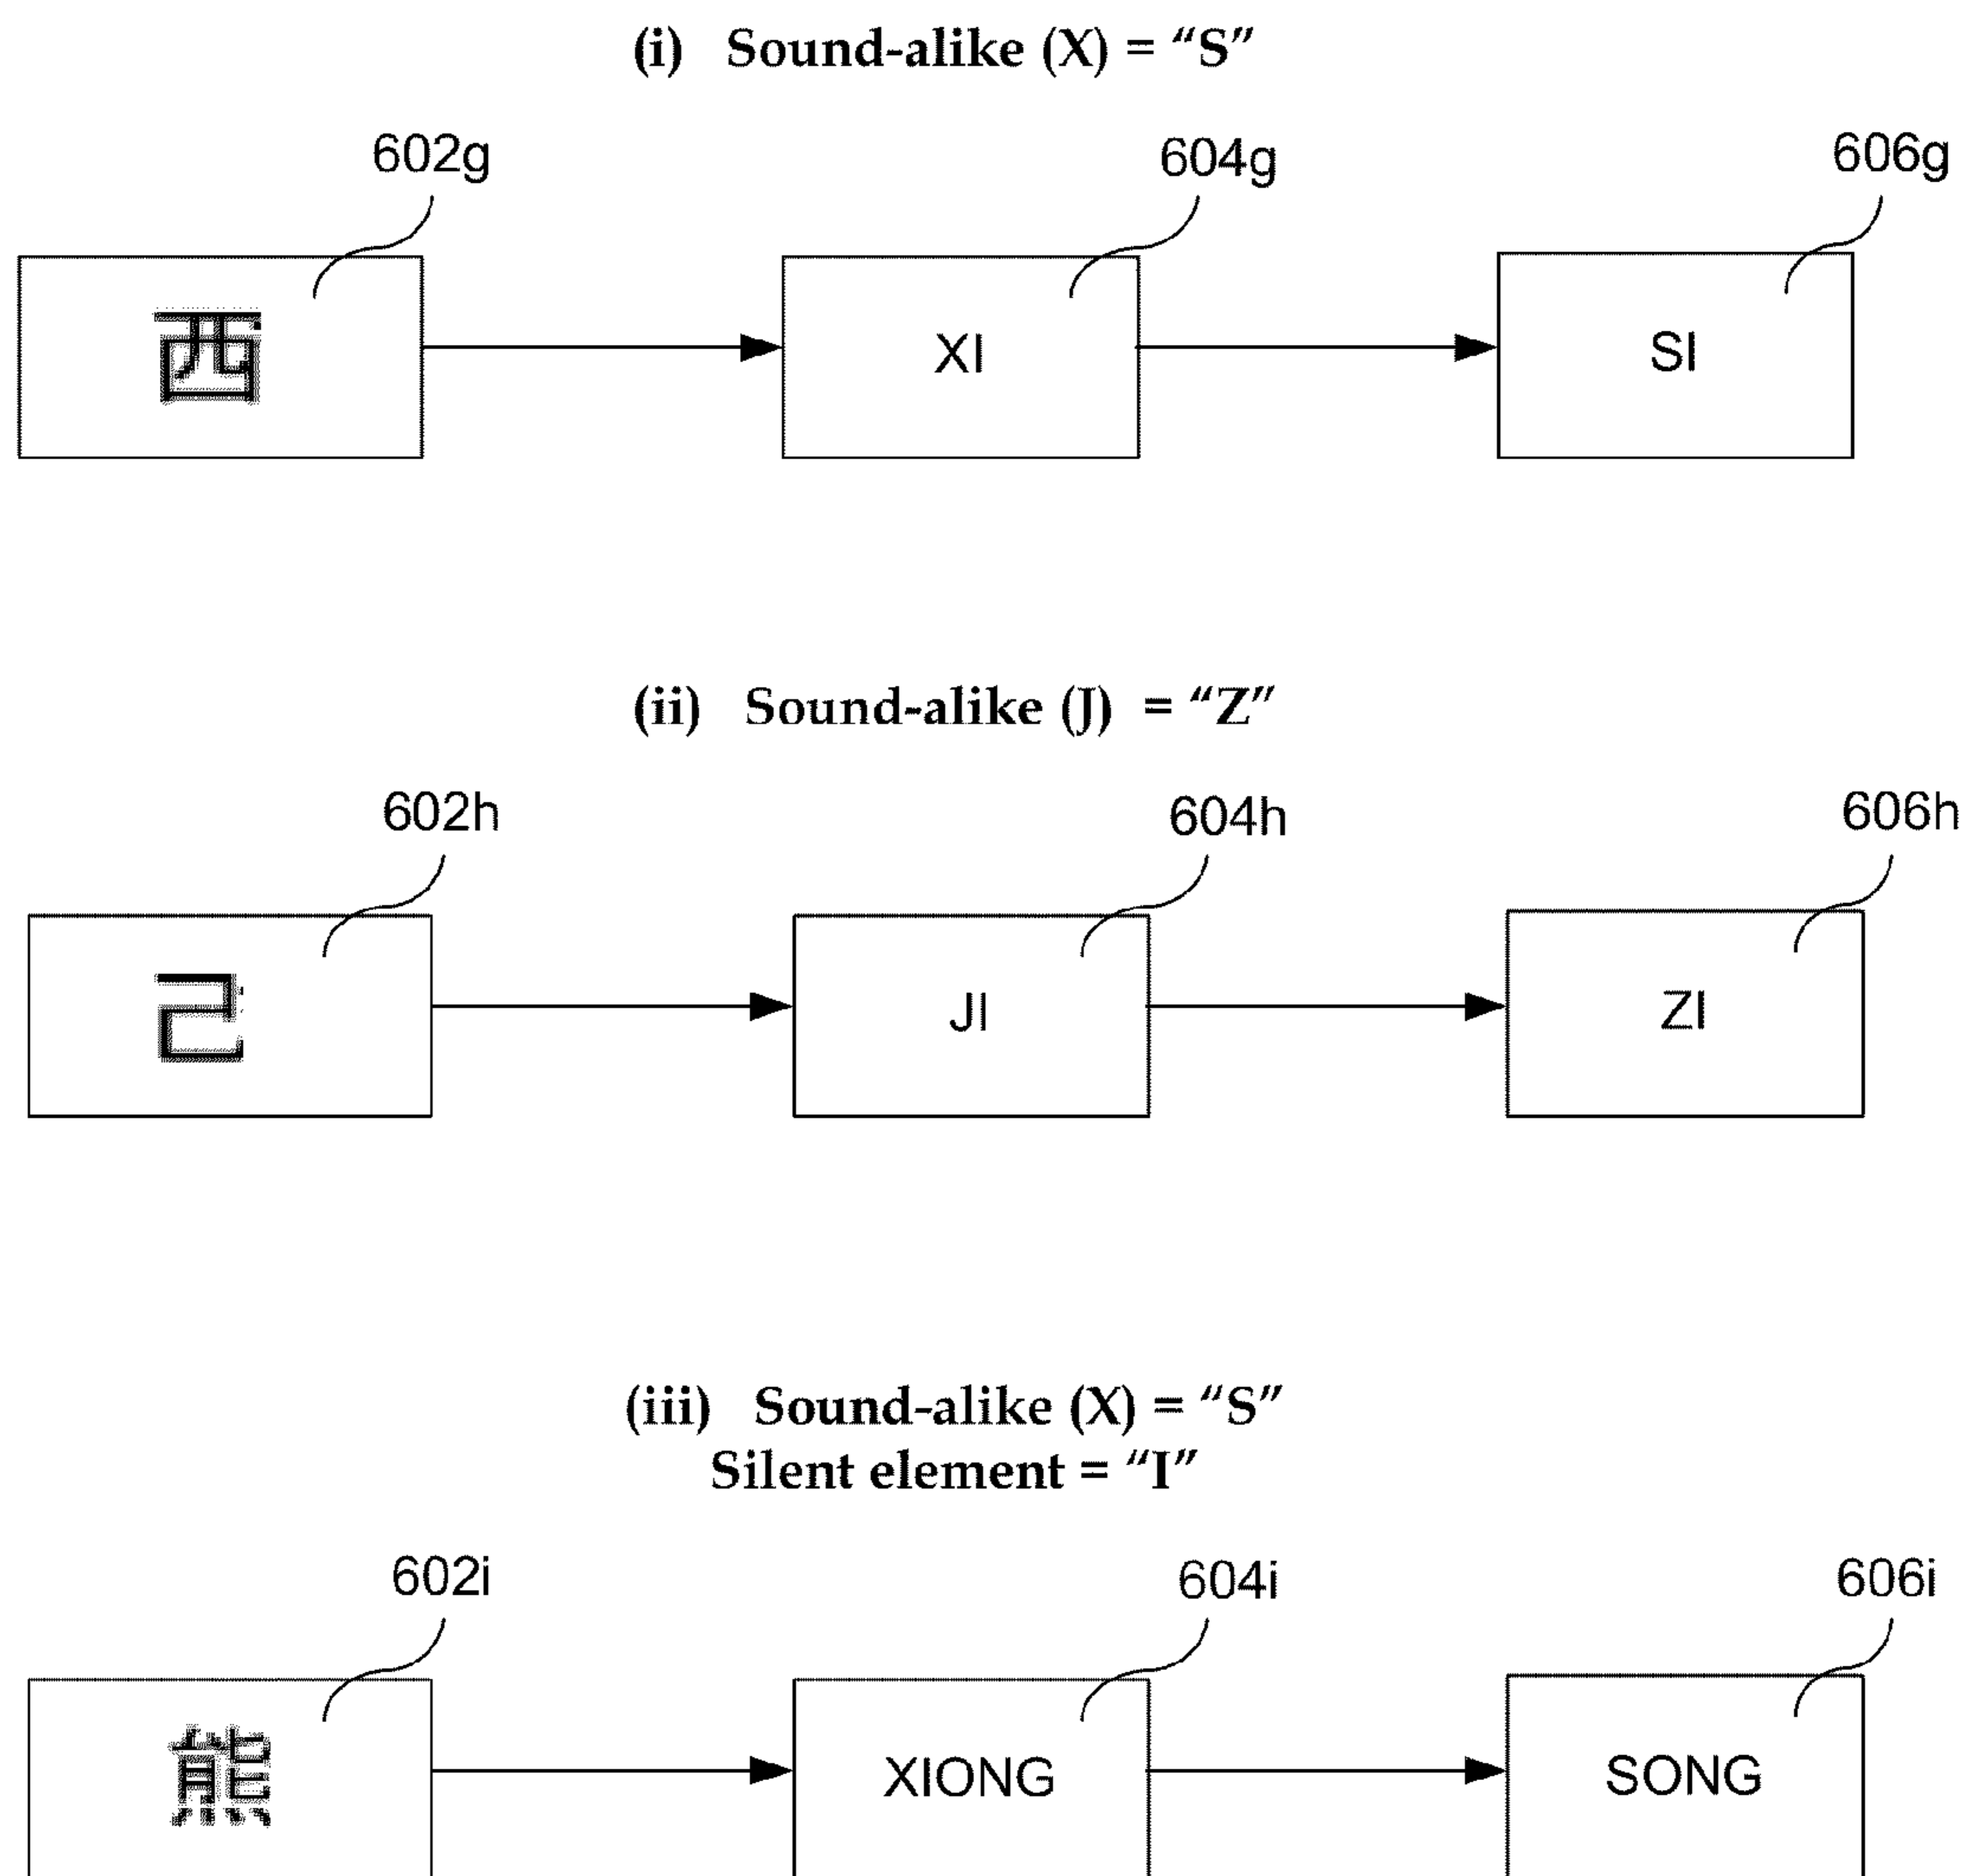 (i) Sound-alike (X) = “S”
602g 604g 606g
西 XI SI
(ii) Sound-alike (J) = “Z”
602h 604h 606h
己 JI ZI
(iii) Sound-alike (X) = “S”
Silent element = “I”
602i 604i 606i
熊 XIONG SONG